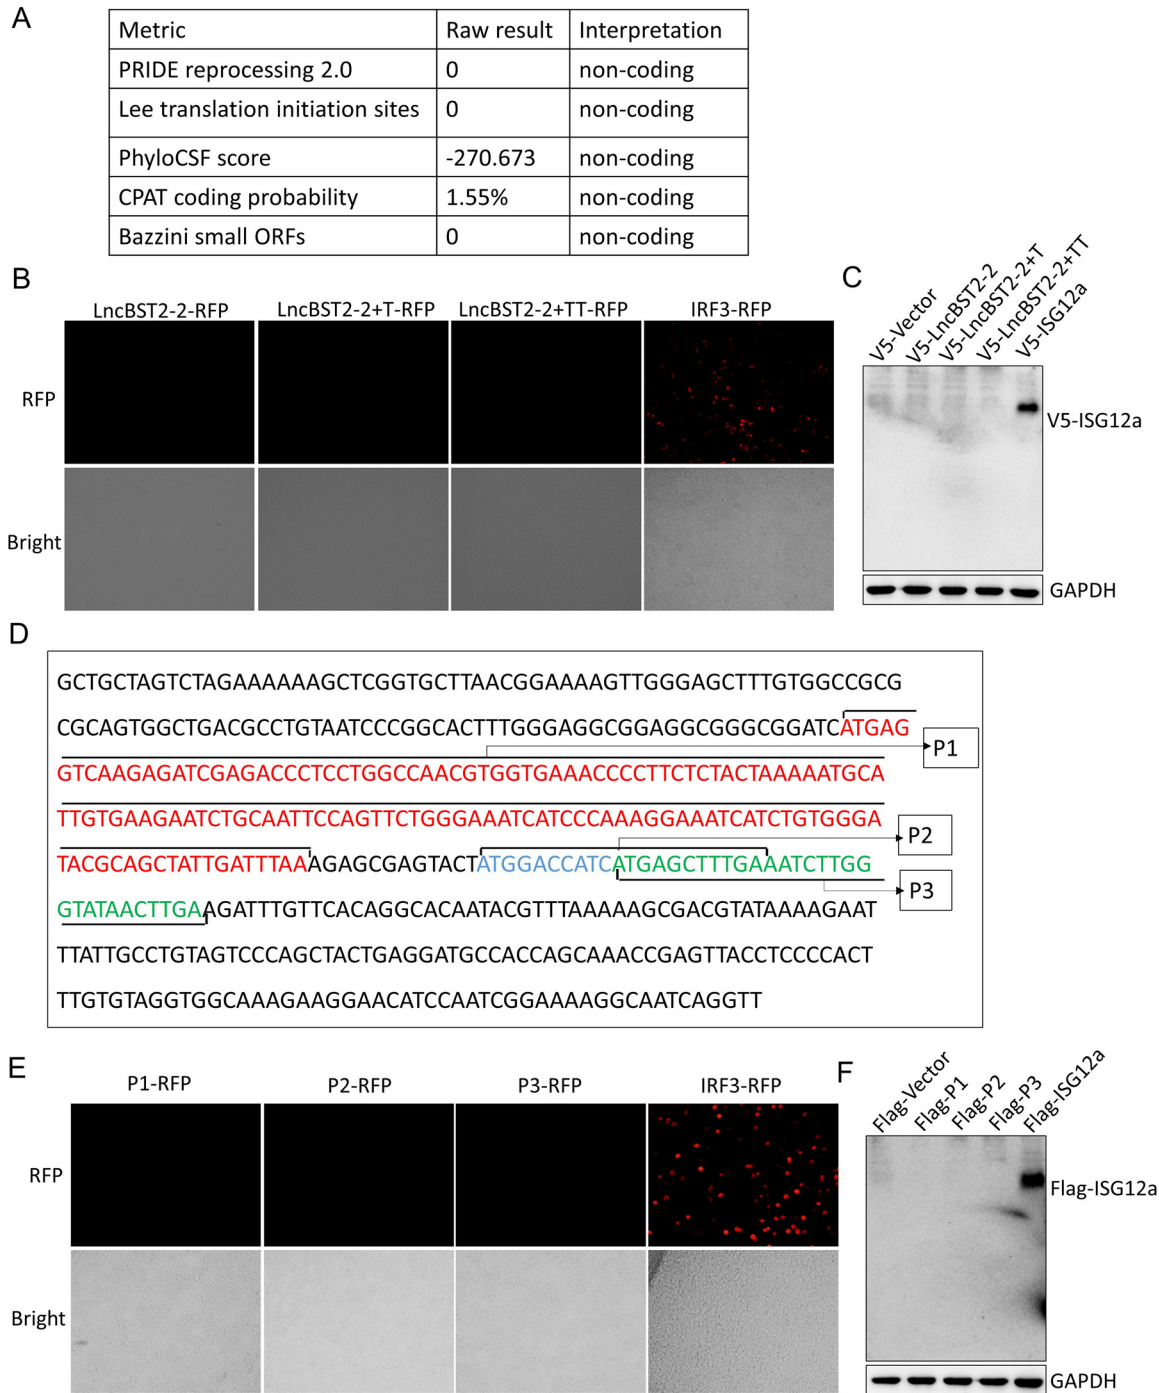 A
Metric Raw result Interpretation
PRIDE reprocessing 2.0 0 non-coding
Lee translation initiation sites 0 non-coding
PhyloCSF score -270.673 non-coding
CPAT coding probability 1.55% non-coding
Bazzini small ORFs 0 non-coding
B
LncBST2-2-RFP LncBST2-2+T-RFP LncBST2-2+TT-RFP IRF3-RFP
RFP
Bright
C
V5-Vector
V5-LncBST2-2
V5-LncBST2-2+T
V5-LncBST2-2+TT
V5-ISG12a
V5-ISG12a
GAPDH
D
GCTGCTAGTCTAGAAAAAAGCTCGGTGCTTAACGGAAAAGTTGGGAGCTTTGTGGCCGCG
CGCAGTGGCTGACGCCTGTAATCCCGGCACTTTGGGAGGCGGAGGCGGGCGGATCATGAG
P1
GTCAAGAGATCGAGACCCTCCTGGCCAACGTGGTGAAACCCCTTCTCTACTAAAAATGCA
TTGTGAAGAATCTGCAATTCCAGTTCTGGGAAATCATCCCAAAGGAAATCATCTGTGGGA
P2
TACGCAGCTATTGATTTAAAGAGCGAGTACTATGGACCATCATGAGCTTTGAAATCTTGG
P3
GTATAACTTGAAGATTTGTTCACAGGCACAATACGTTTAAAAAGCGACGTATAAAAGAAT
TTATTGCCTGTAGTCCCAGCTACTGAGGATGCCACCAGCAAACCGAGTTACCTCCCCACT
TTGTGTAGGTGGCAAAGAAGGAACATCCAATCGGAAAAGGCAATCAGGTT
E
P1-RFP P2-RFP P3-RFP IRF3-RFP
RFP
Bright
F
Flag-Vector
Flag-P1
Flag-P2
Flag-P3
Flag-ISG12a
Flag-ISG12a
GAPDH